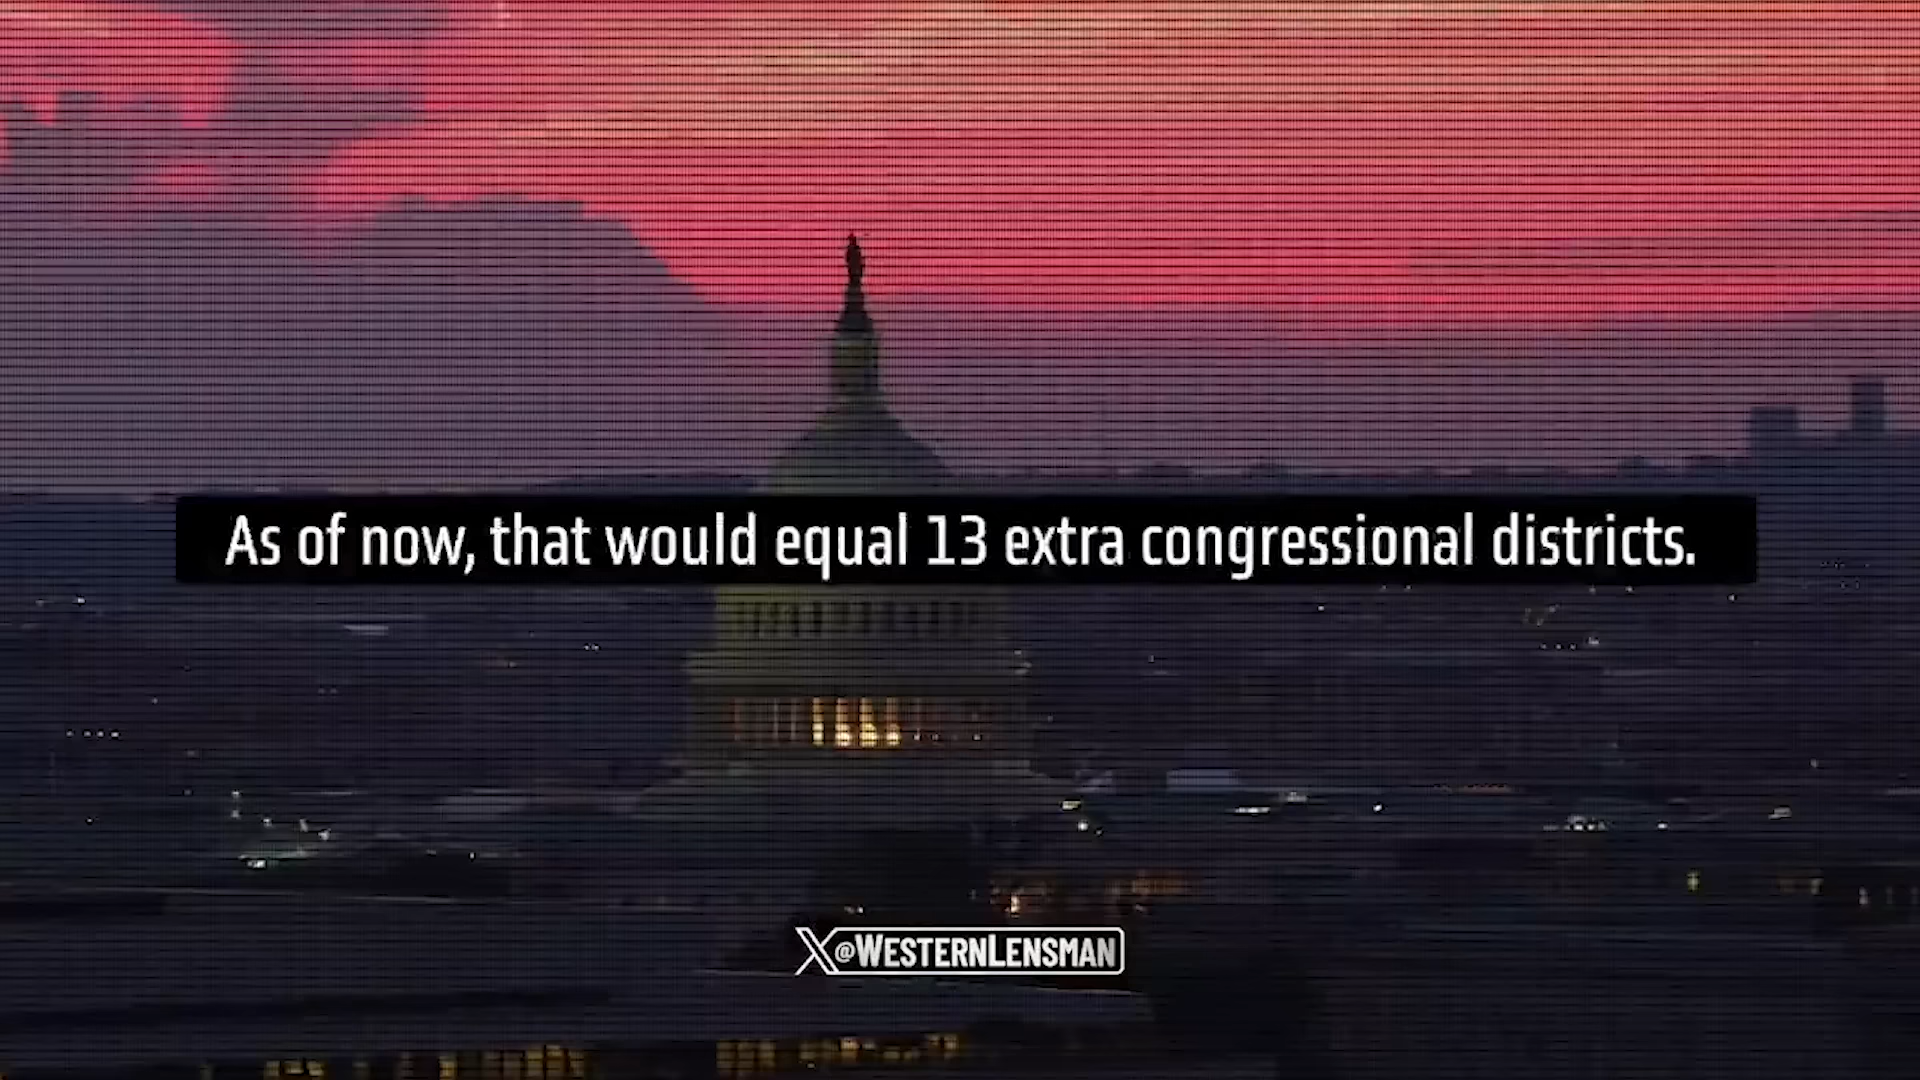 As of now, that would equal 13 extra congressional districts.
X@WESTERNLENSMAN